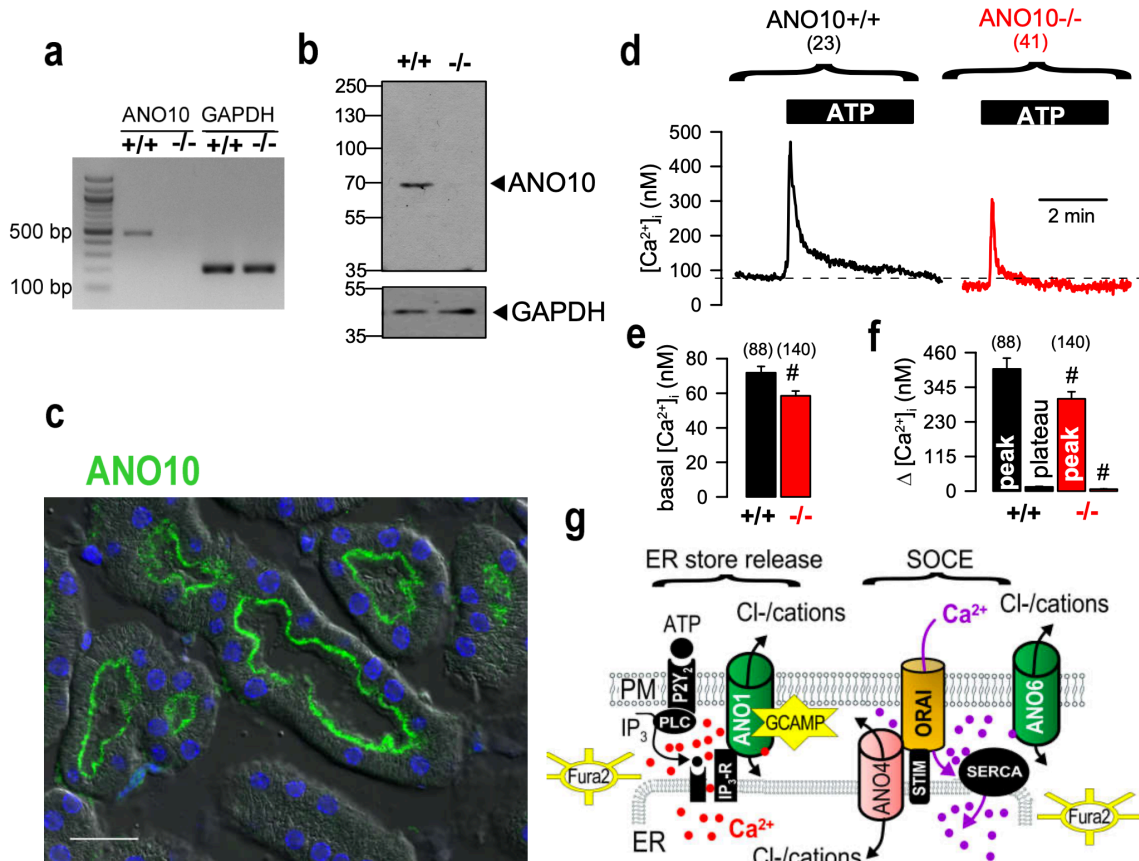 a
ANO10 GAPDH
+/+ -/- +/+ -/-
500 bp
100 bp
b
+/+ -/-
250
130
100
70
55
35
ANO10
55
35
GAPDH
c
ANO10
d
ANO10+/+
(23)
ANO10-/-
(41)
ATP
ATP
[Ca²⁺]ᵢ (nM)
500
400
300
200
100
0
2 min
e
basal [Ca²⁺]ᵢ (nM)
80
60
40
20
0
(88) (140)
#
+/+ -/-
f
Δ [Ca²⁺]ᵢ (nM)
460
345
230
115
0
(88) (140)
#
#
peak
plateau
peak
+/+ -/-
g
ER store release
SOCE
Cl-/cations
Ca²⁺
Cl-/cations
ATP
P2Y₂
PM
PLC
IP₃
ANO1
GCAMP
IP₃-R
Fura2
ER
Ca²⁺
ORAI
ANO6
ANO4
STIM
SERCA
Fura2
Cl-/cations